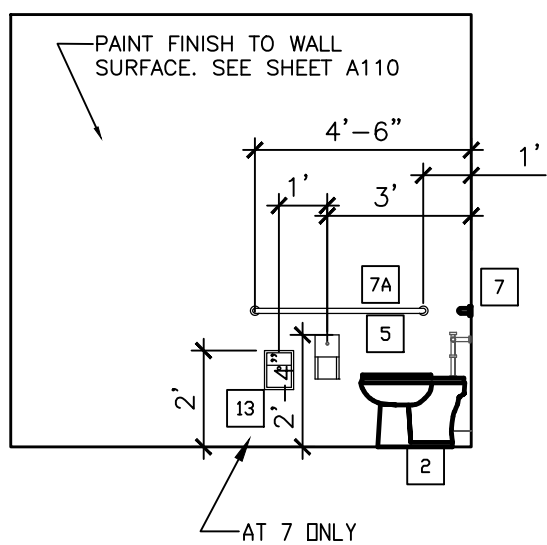 PAINT FINISH TO WALL
SURFACE. SEE SHEET A110
4'-6"
1'
1'
3'
7A
7
5
4"
2'
13
2'
2
AT 7 ONLY